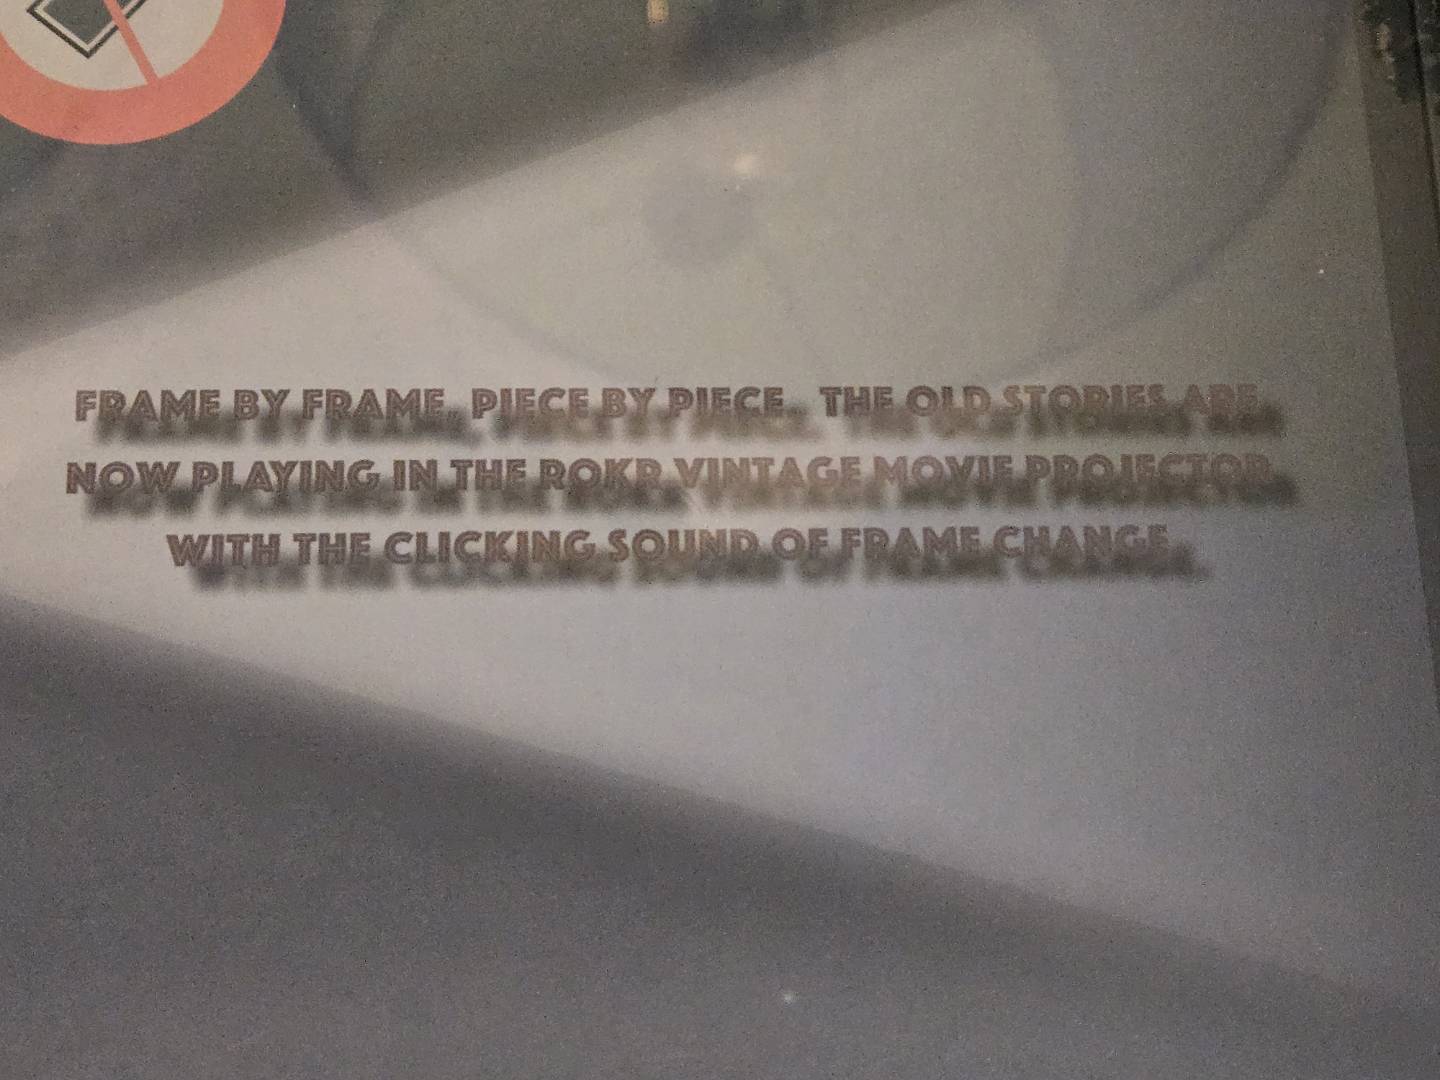 FRAME BY FRAME, PIECE BY PIECE. THE OLD STORIES ARE
NOW PLAYING IN THE ROKR VINTAGE MOVIE PROJECTOR
WITH THE CLICKING SOUND OF FRAME CHANGE.